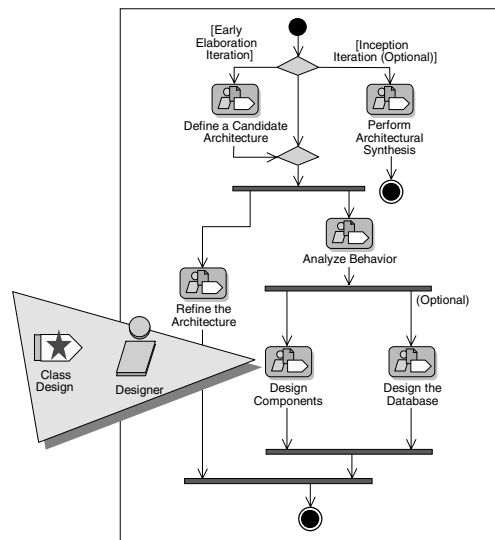 [Early
Elaboration
Iteration]
[Inception
Iteration (Optional)]
Define a Candidate
Architecture
Perform
Architectural
Synthesis
Analyze Behavior
Refine the
Architecture
(Optional)
Class
Design
Designer
Design
Components
Design the
Database